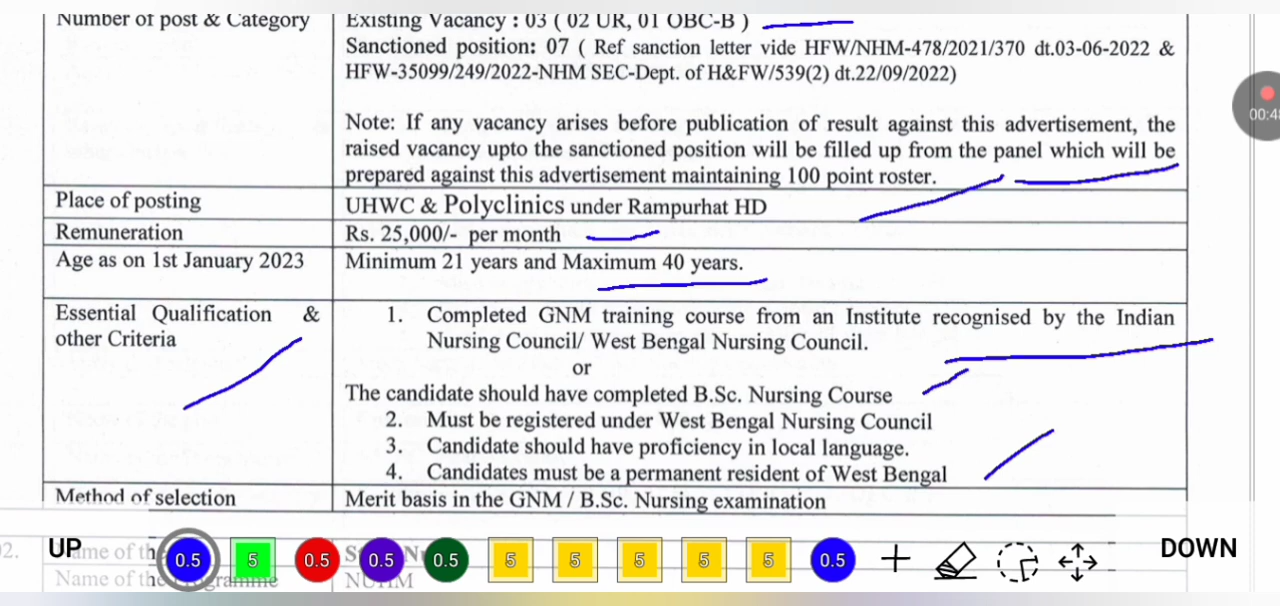 Number of post & Category
Existing Vacancy : 03 ( 02 UR, 01 OBC-B )
Sanctioned position: 07 ( Ref sanction letter vide HFW/NHM-478/2021/370 dt.03-06-2022 &
HFW-35099/249/2022-NHM SEC-Dept. of H&FW/539(2) dt.22/09/2022)
Note: If any vacancy arises before publication of result against this advertisement, the
raised vacancy upto the sanctioned position will be filled up from the panel which will be
prepared against this advertisement maintaining 100 point roster.
Place of posting
UHWC & Polyclinics under Rampurhat HD
Remuneration
Rs. 25,000/- per month
Age as on 1st January 2023
Minimum 21 years and Maximum 40 years.
Essential Qualification &
other Criteria
1. Completed GNM training course from an Institute recognised by the Indian
Nursing Council/ West Bengal Nursing Council.
or
The candidate should have completed B.Sc. Nursing Course
2. Must be registered under West Bengal Nursing Council
3. Candidate should have proficiency in local language.
4. Candidates must be a permanent resident of West Bengal
Method of selection
Merit basis in the GNM / B.Sc. Nursing examination
00:4
2.
UP
ame of th
0.5 5 0.5 0.5 0.5 5 5 5 5 5 0.5 +
DOWN
Name of the Programme
NUHM